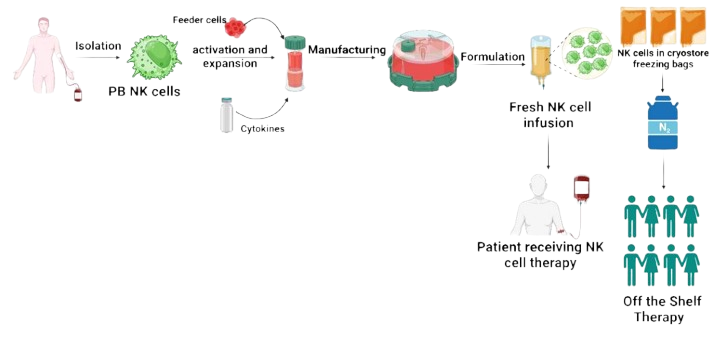 Feeder cells
Isolation
activation and
expansion
Manufacturing
Formulation
PB NK cells
Cytokines
NK cells in cryostore
freezing bags
N₂
Fresh NK cell
infusion
Patient receiving NK
cell therapy
Off the Shelf
Therapy